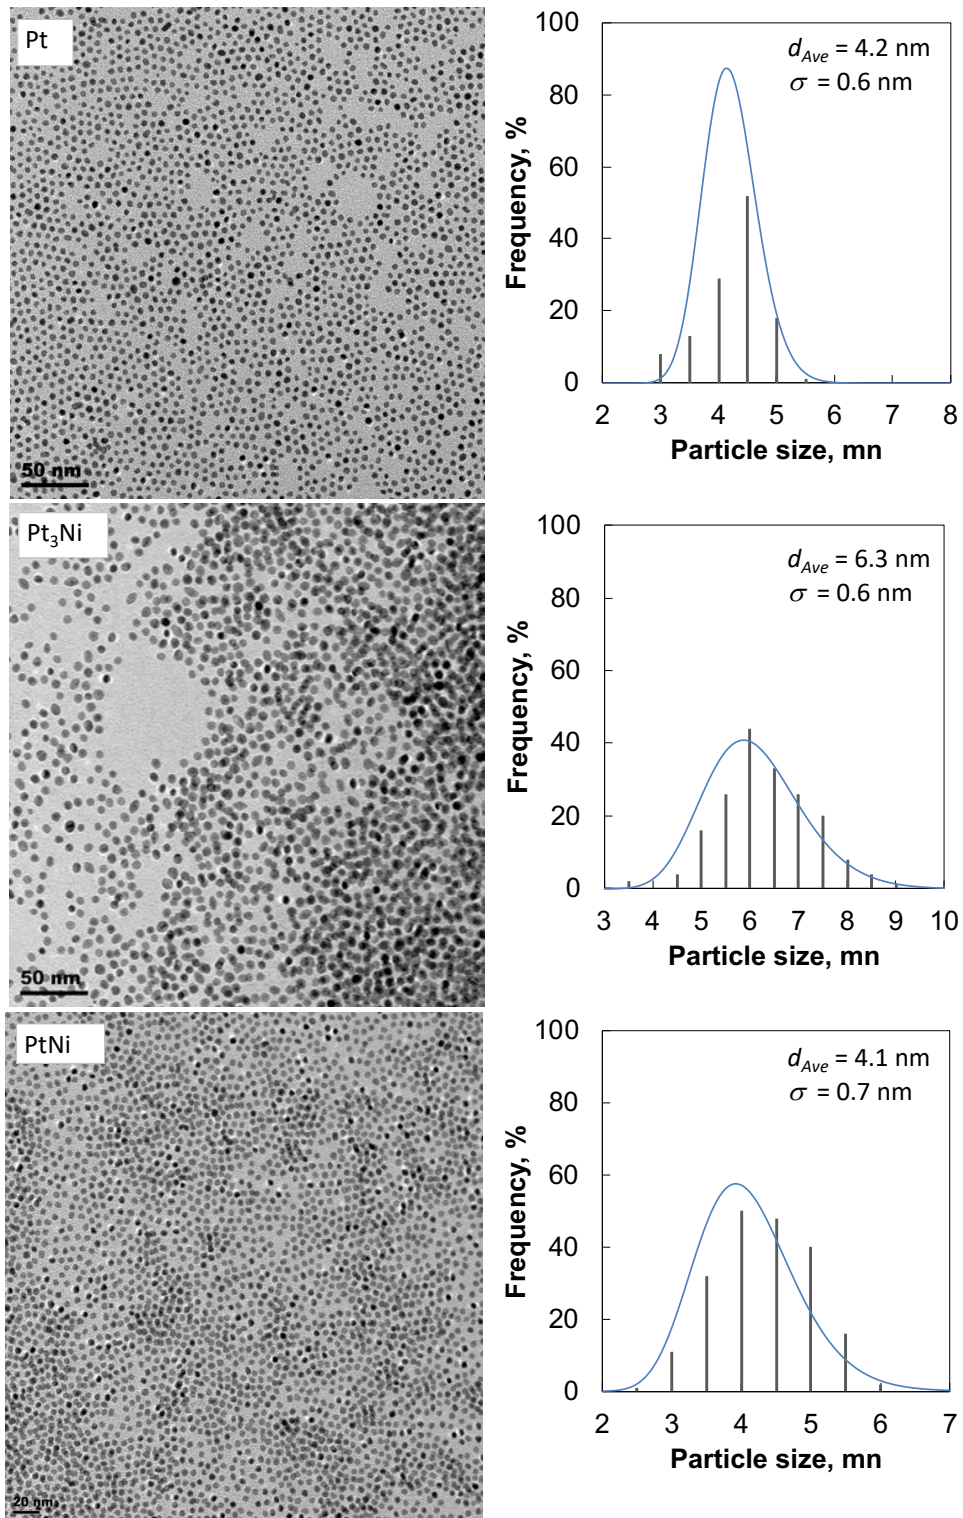 Pt
50 nm
100
80
60
40
20
0
Frequency, %
d_Ave = 4.2 nm
σ = 0.6 nm
2 3 4 5 6 7 8
Particle size, mn
Pt₃Ni
50 nm
100
80
60
40
20
0
Frequency, %
d_Ave = 6.3 nm
σ = 0.6 nm
3 4 5 6 7 8 9 10
Particle size, mn
PtNi
20 nm
100
80
60
40
20
0
Frequency, %
d_Ave = 4.1 nm
σ = 0.7 nm
2 3 4 5 6 7
Particle size, mn